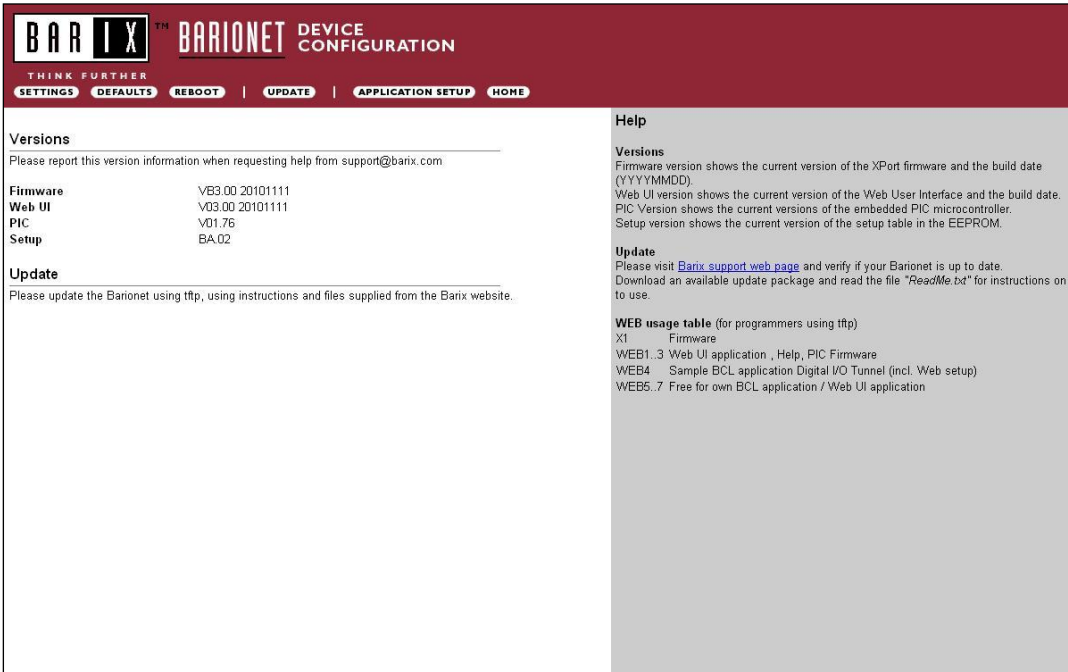 BARIX™ BARIONET DEVICE CONFIGURATION
THINK FURTHER
SETTINGS DEFAULTS REBOOT | UPDATE | APPLICATION SETUP HOME
Versions
Please report this version information when requesting help from support@barix.com
Firmware VB3.00 20101111
Web UI V03.00 20101111
PIC V01.76
Setup BA.02
Update
Please update the Barionet using tftp, using instructions and files supplied from the Barix website.
Help
Versions
Firmware version shows the current version of the XPort firmware and the build date
(YYYYMMDD).
Web UI version shows the current version of the Web User Interface and the build date.
PIC Version shows the current versions of the embedded PIC microcontroller.
Setup version shows the current version of the setup table in the EEPROM.
Update
Please visit Barix support web page and verify if your Barionet is up to date.
Download an available update package and read the file "ReadMe.txt" for instructions on
to use.
WEB usage table (for programmers using tftp)
X1 Firmware
WEB1..3 Web UI application , Help, PIC Firmware
WEB4 Sample BCL application Digital I/O Tunnel (incl. Web setup)
WEB5..7 Free for own BCL application / Web UI application